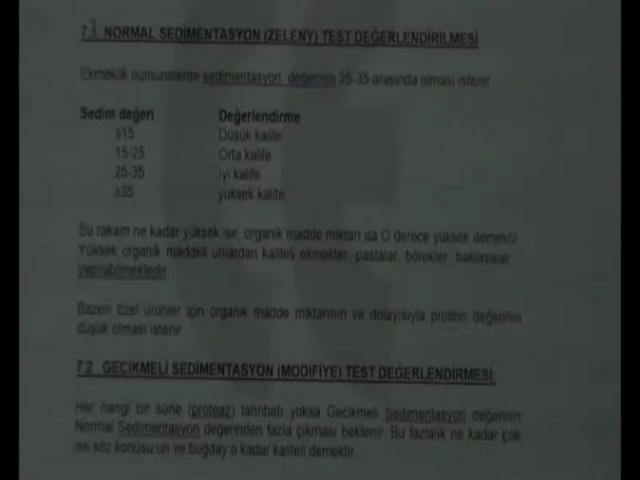 7.1 NORMAL SEDİMENTASYON (ZELENY) TEST DEĞERLENDİRİLMESİ
Ekmeklik numunelerde sedimentasyon değerinin 25-35 arasında olması istenir.
Sedim değeri Değerlendirme
≤15 Düşük kalite
15-25 Orta kalite
25-35 İyi kalite
≥35 yüksek kalite
Bu rakam ne kadar yüksek ise, organik madde miktarı da O derece yüksek demektir.
Yüksek organik maddeli unlardan kaliteli ekmekler, pastalar, börekler, baklavalar
yapılabilmektedir.
Bazen özel ürünler için organik madde miktarının ve dolayısıyla protein değerinin
düşük olması istenir.
7.2 GECİKMELİ SEDİMENTASYON (MODİFİYE) TEST DEĞERLENDİRMESİ
Her hangi bir süne (proteaz) tahribatı yoksa Gecikmeli Sedimentasyon değerinin
Normal Sedimentasyon değerinden fazla çıkması beklenir. Bu fazlalık ne kadar çok
ise söz konusu un ve buğday o kadar kaliteli demektir.